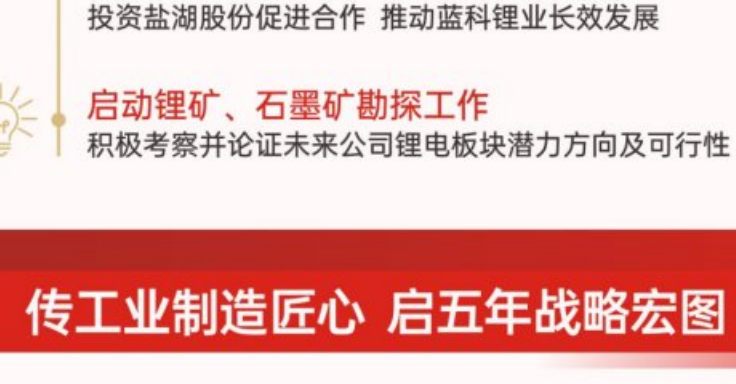 投资盐湖股份促进合作 推动蓝科锂业长效发展
启动锂矿、石墨矿勘探工作
积极考察并论证未来公司锂电板块潜力方向及可行性
传工业制造匠心 启五年战略宏图